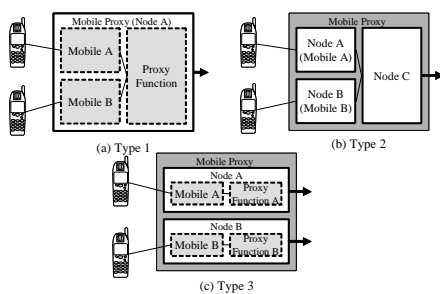 Mobile Proxy (Node A)
Mobile A
Mobile B
Proxy
Function
(a) Type 1
Mobile Proxy
Node A
(Mobile A)
Node B
(Mobile B)
Node C
(b) Type 2
Mobile Proxy
Node A
Mobile A
Proxy
Function A
Node B
Mobile B
Proxy
Function B
(c) Type 3